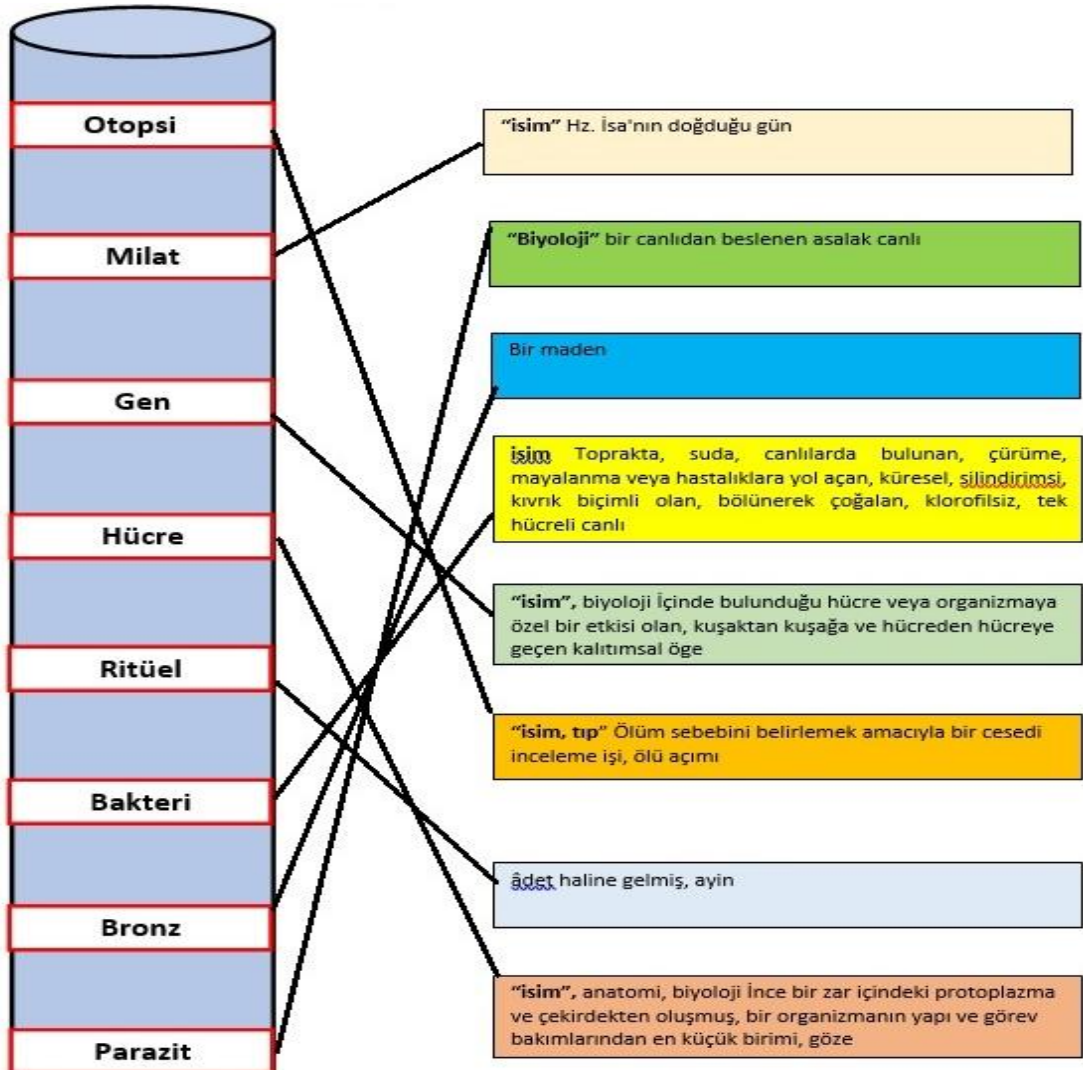 Otopsi
Milat
Gen
Hücre
Ritüel
Bakteri
Bronz
Parazit
“isim” Hz. İsa'nın doğduğu gün
“Biyoloji” bir canlıdan beslenen asalak canlı
Bir maden
isim Toprakta, suda, canlılarda bulunan, çürüme,
mayalanma veya hastalıklara yol açan, küresel, silindirimsi,
kıvrık biçimli olan, bölünerek çoğalan, klorofilsiz, tek
hücreli canlı
“isim”, biyoloji İçinde bulunduğu hücre veya organizmaya
özel bir etkisi olan, kuşaktan kuşağa ve hücreden hücreye
geçen kalıtımsal öge
“isim, tıp” Ölüm sebebini belirlemek amacıyla bir cesedi
inceleme işi, ölü açımı
âdet haline gelmiş, ayin
“isim”, anatomi, biyoloji İnce bir zar içindeki protoplazma
ve çekirdekten oluşmuş, bir organizmanın yapı ve görev
bakımlarından en küçük birimi, göze